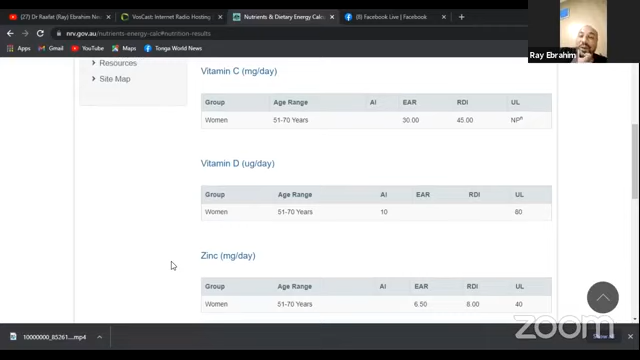 (27) Dr Raafat (Ray) Ebrahim Ne
VoxCast: Internet Radio Hosting
Nutrients & Dietary Energy Calc
(3) Facebook Live | Facebook
nrv.gov.au/nutrients-energy-calc#nutrition-results
Apps
Gmail
YouTube
Maps
Tonga World News
Ray Ebrahim
Resources
Site Map
Vitamin C (mg/day)
Group Age Range AI EAR RDI UL
Women 51-70 Years 30.00 45.00 NP
Vitamin D (ug/day)
Group Age Range AI EAR RDI UL
Women 51-70 Years 10 80
Zinc (mg/day)
Group Age Range AI EAR RDI UL
Women 51-70 Years 6.50 8.00 40
10000000_85261....mp4
Show all
zoom